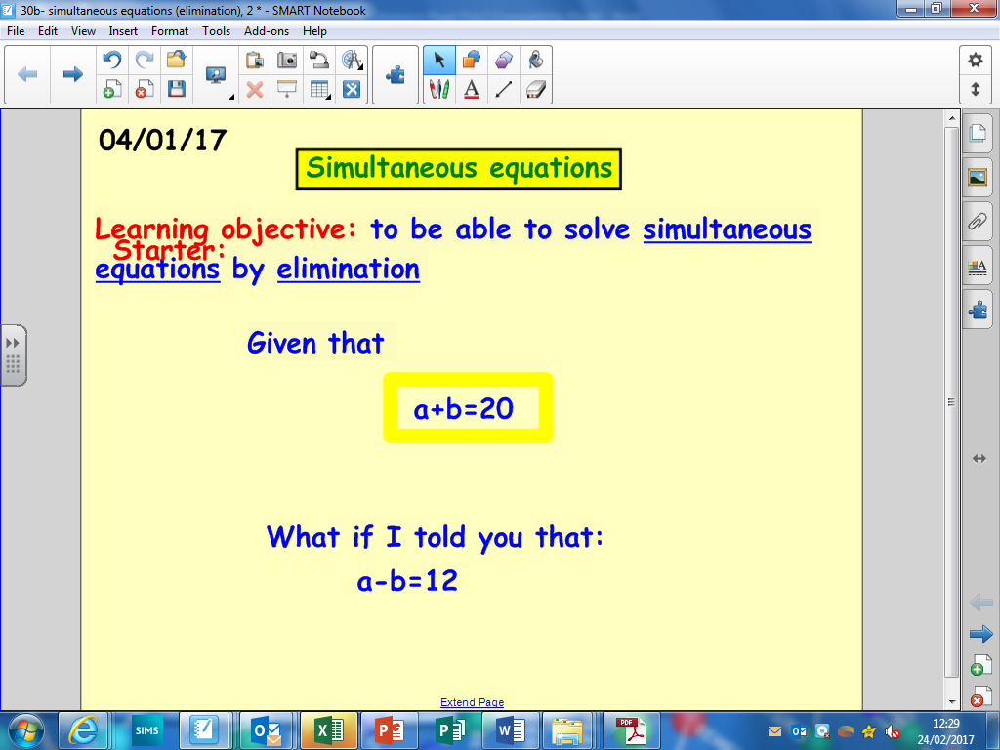 30b- simultaneous equations (elimination), 2 * - SMART Notebook
File Edit View Insert Format Tools Add-ons Help
04/01/17
Simultaneous equations
Learning objective: to be able to solve simultaneous
Starter:
equations by elimination
Given that
a+b=20
What if I told you that:
a-b=12
Extend Page
SIMS
PDF
12:29
24/02/2017